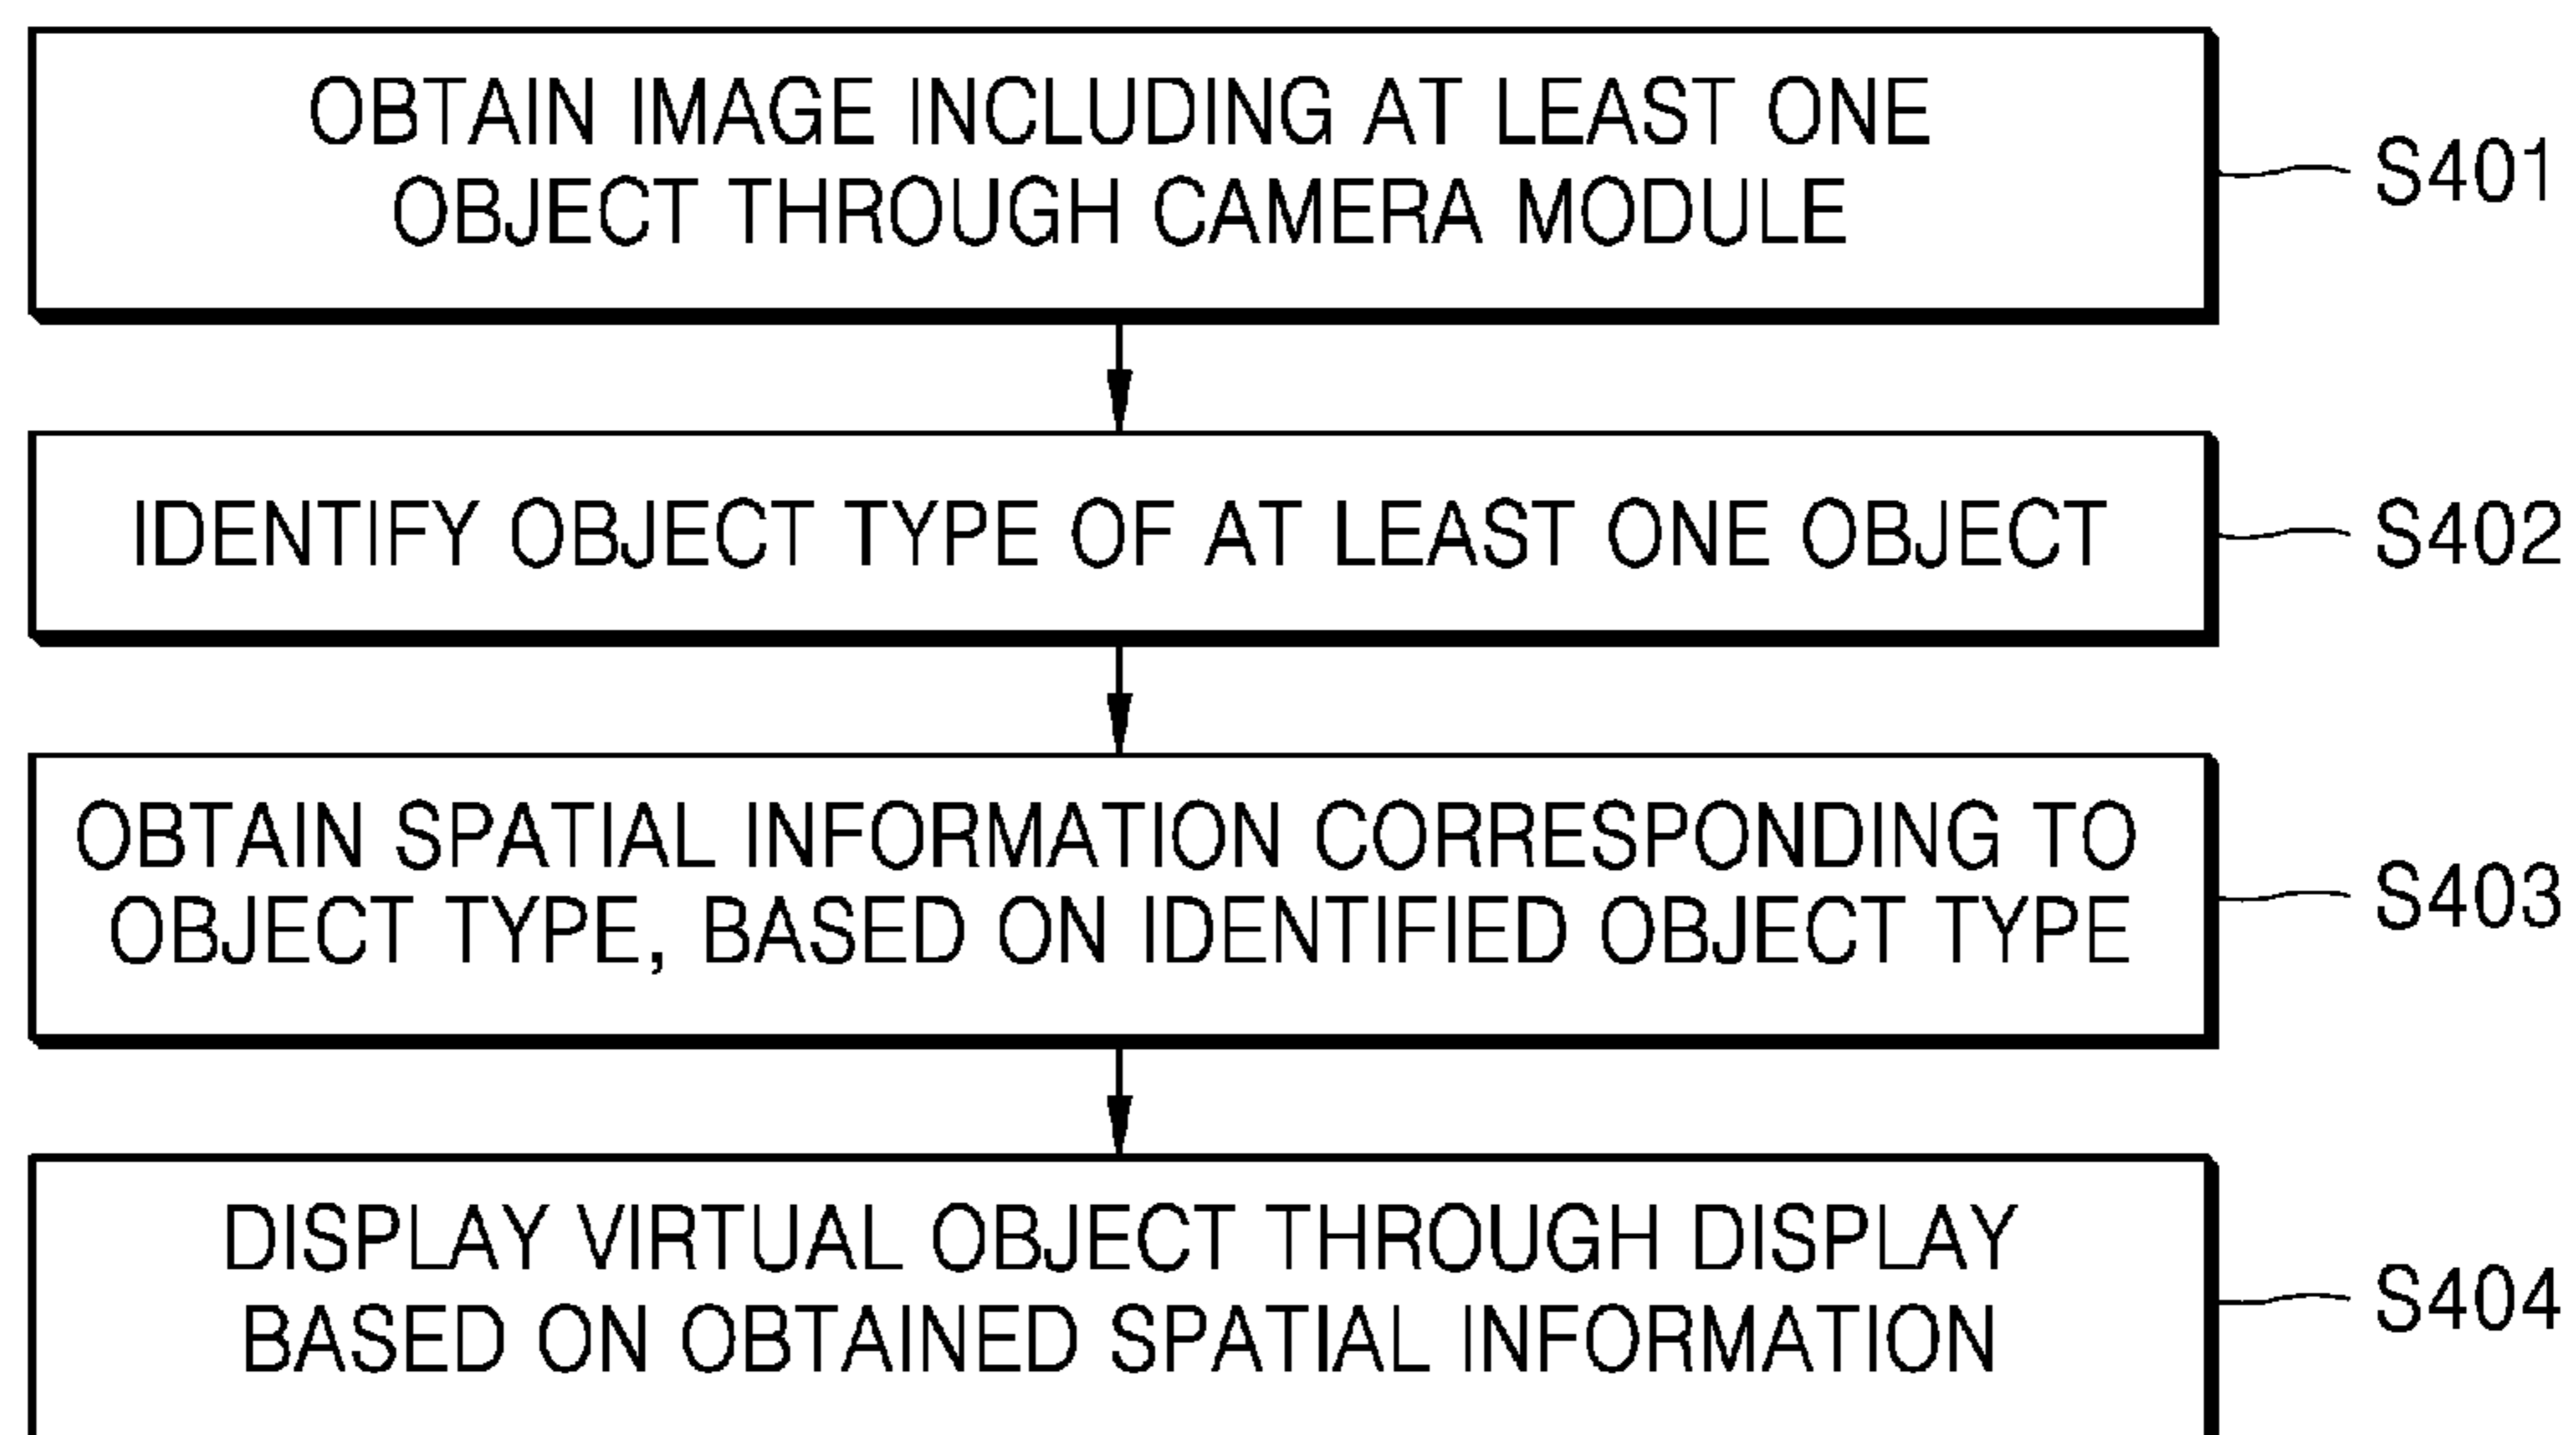 OBTAIN IMAGE INCLUDING AT LEAST ONE
OBJECT THROUGH CAMERA MODULE
S401
IDENTIFY OBJECT TYPE OF AT LEAST ONE OBJECT
S402
OBTAIN SPATIAL INFORMATION CORRESPONDING TO
OBJECT TYPE, BASED ON IDENTIFIED OBJECT TYPE
S403
DISPLAY VIRTUAL OBJECT THROUGH DISPLAY
BASED ON OBTAINED SPATIAL INFORMATION
S404